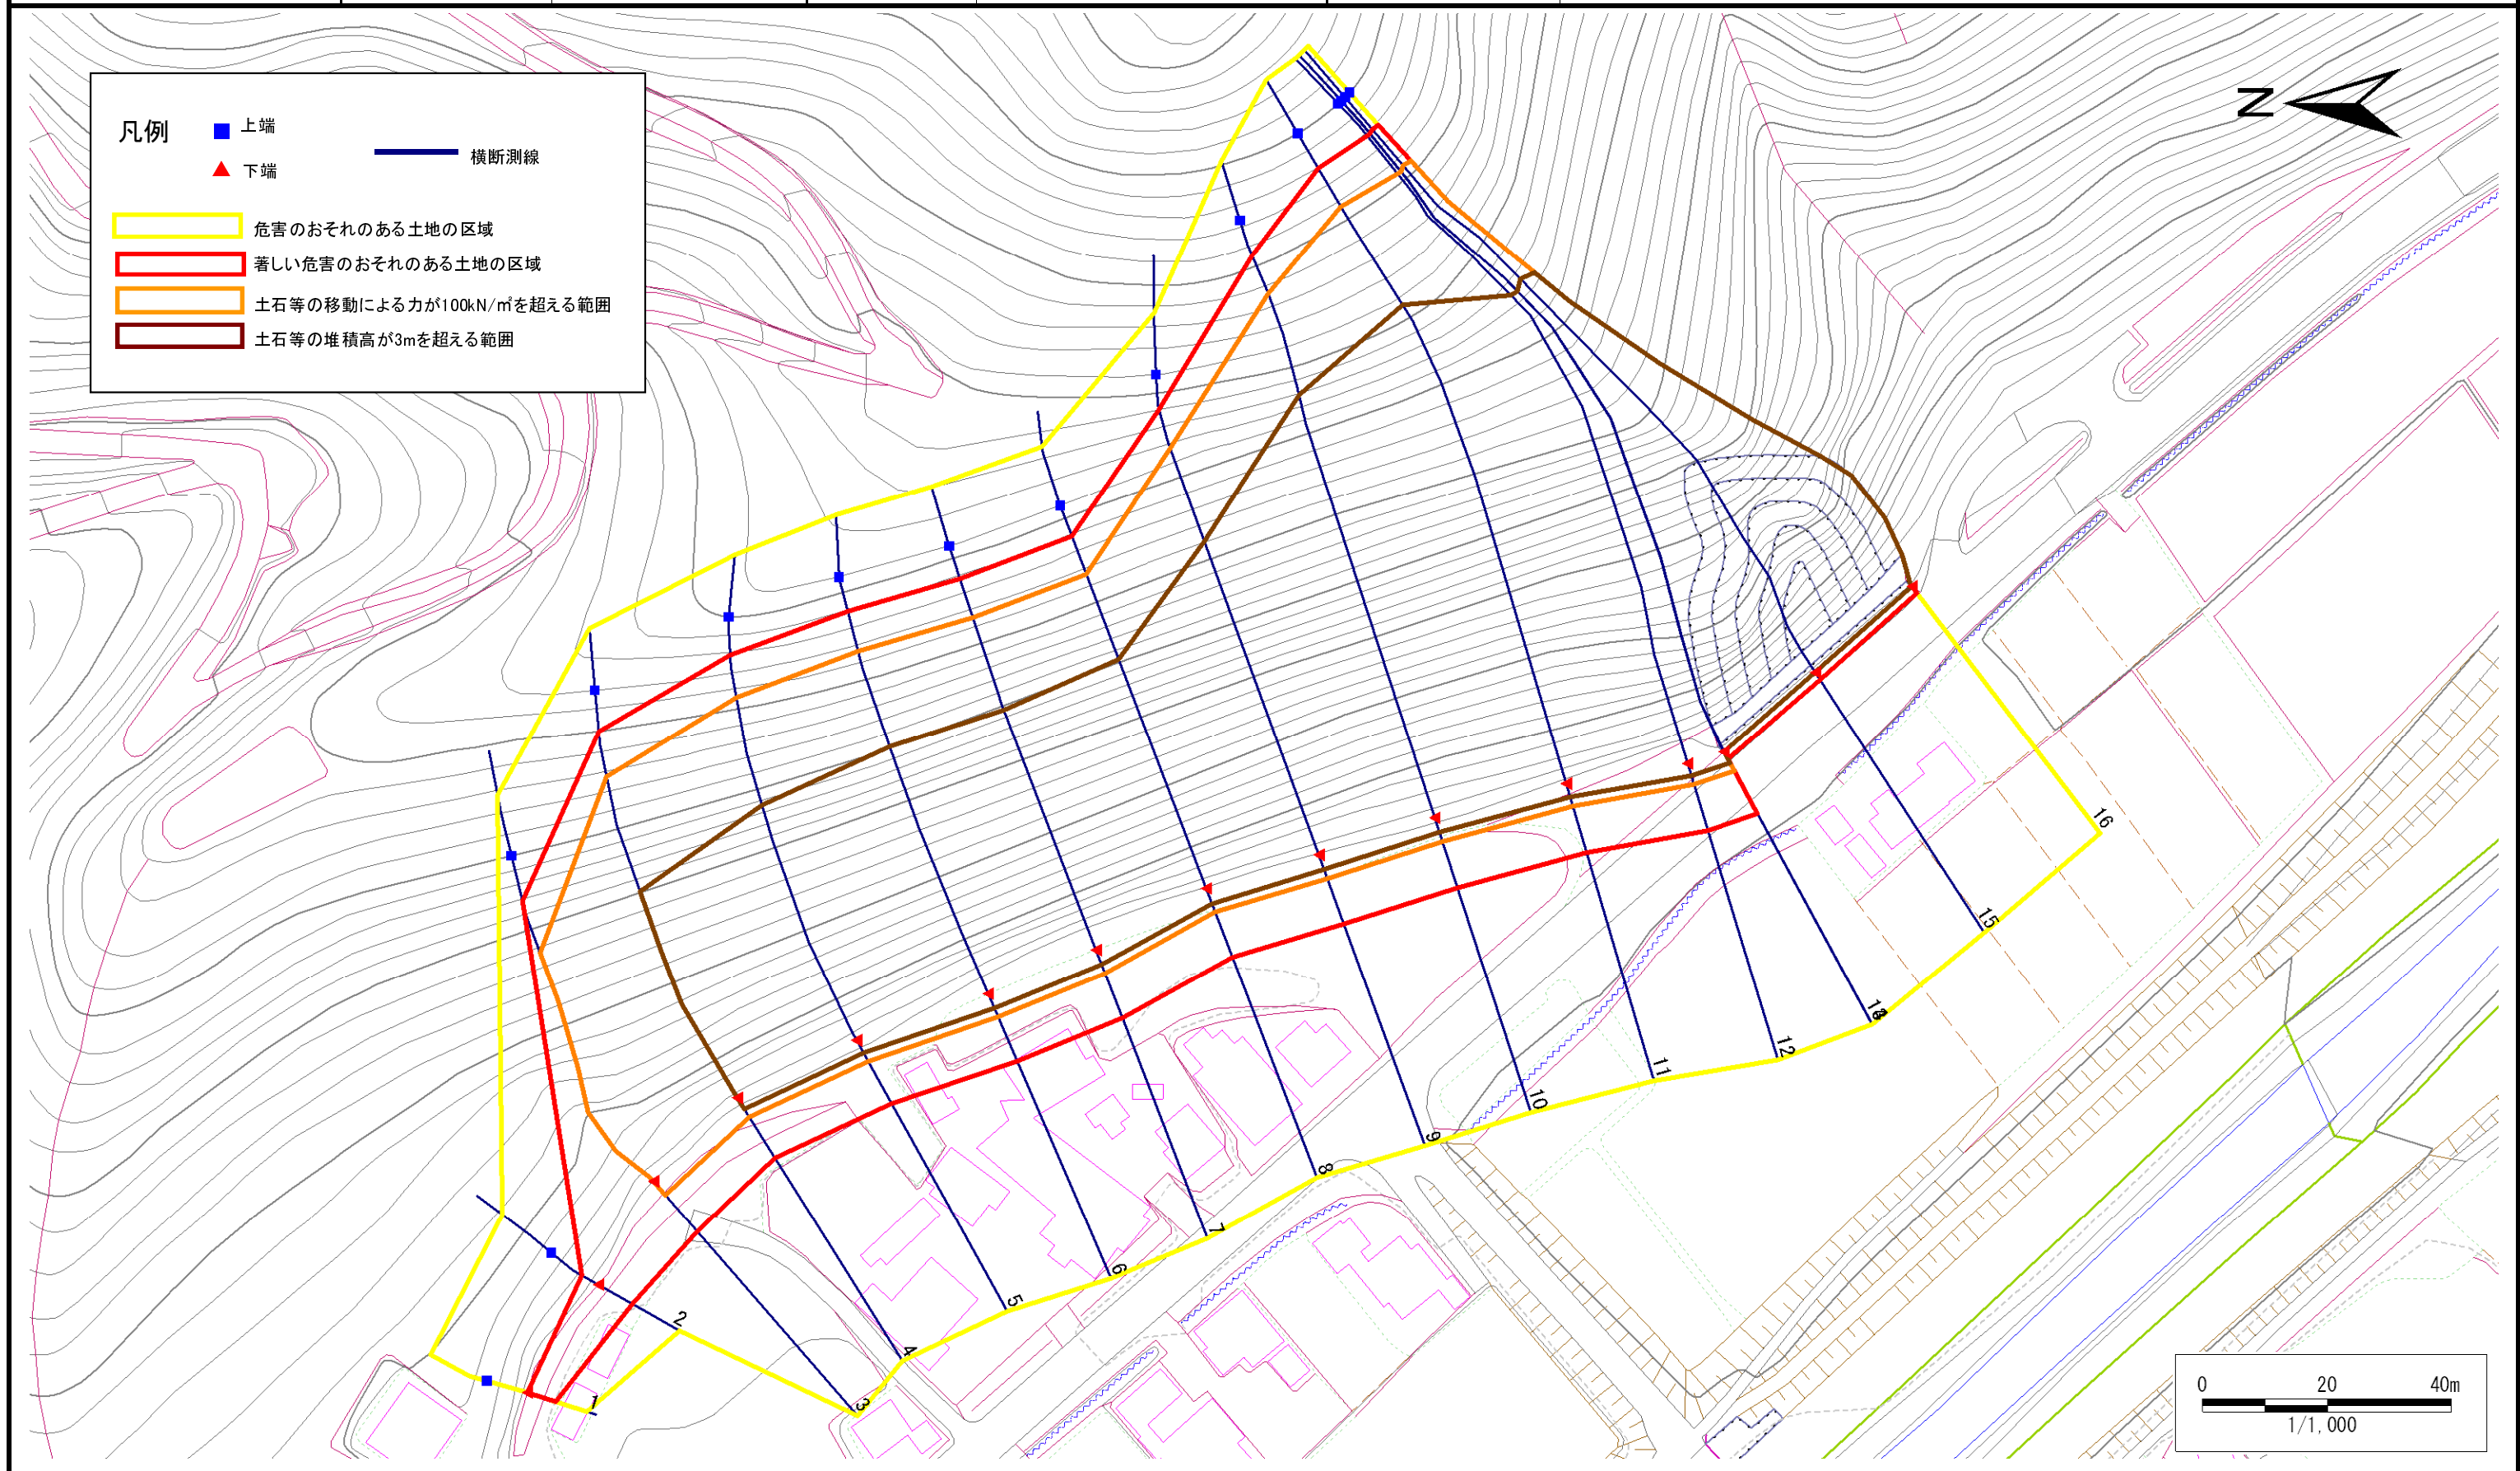 凡例
上端
下端
横断測線
危害のおそれのある土地の区域
著しい危害のおそれのある土地の区域
土石等の移動による力が100kN/㎡を超える範囲
土石等の堆積高が3mを超える範囲
N
1
2
3
4
5
6
7
8
9
10
11
12
15
16
0 20 40m
1/1,000